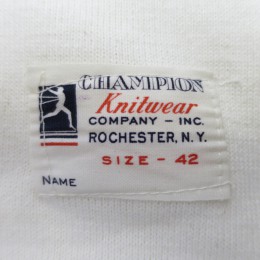 CHAMPION
Knitwear
COMPANY - INC.
ROCHESTER, N.Y.
SIZE - 42
NAME